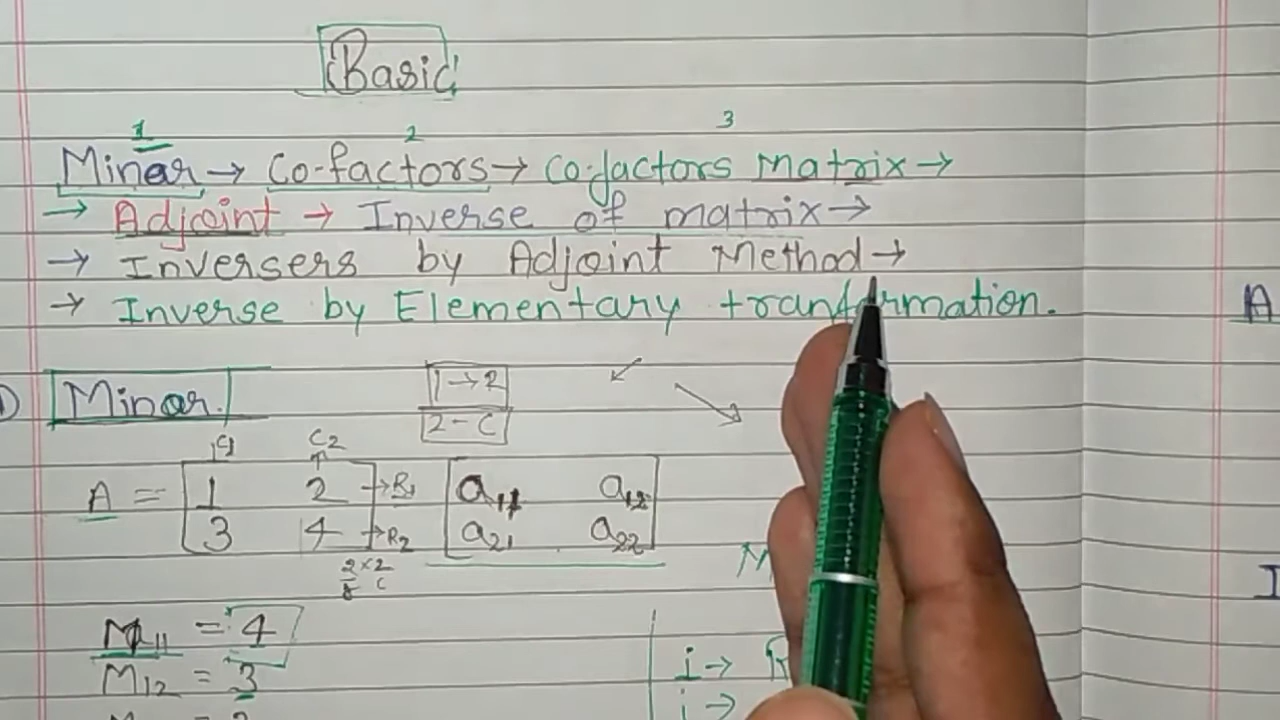 Basic
1 2 3
Minar → Co-factors → Co-factors Matrix →
→ Adjoint → Inverse of matrix →
→ Inversers by Adjoint Method →
→ Inverse by Elementary tranformation.
A
Minar.
1 → R
2 - C
C1 C2
A = 1 2 → R1 a11 a12
3 4 → R2 a21 a22
2 × 2
C
I
M11 = 4
M12 = 3
i →